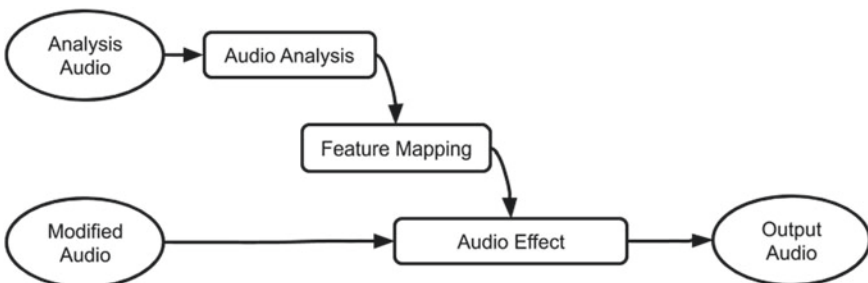 Analysis
Audio
Audio Analysis
Feature Mapping
Modified
Audio
Audio Effect
Output
Audio